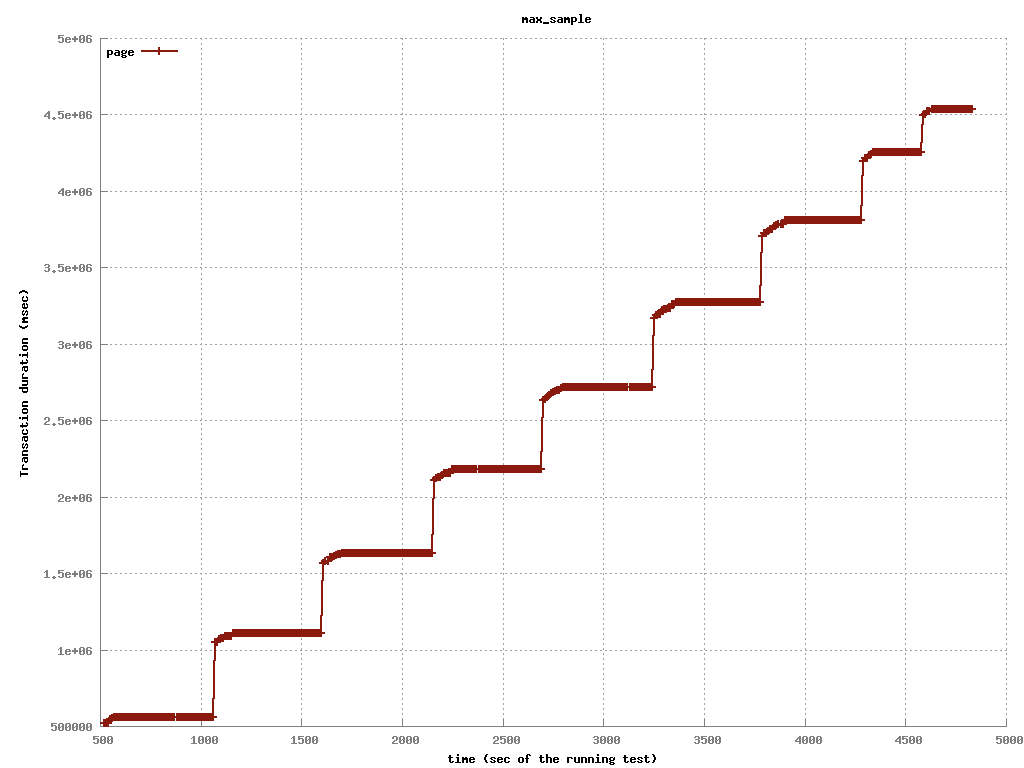 max_sample
page
5e+06
4.5e+06
4e+06
3.5e+06
3e+06
2.5e+06
2e+06
1.5e+06
1e+06
500000
Transaction duration (msec)
500 1000 1500 2000 2500 3000 3500 4000 4500 5000
time (sec of the running test)